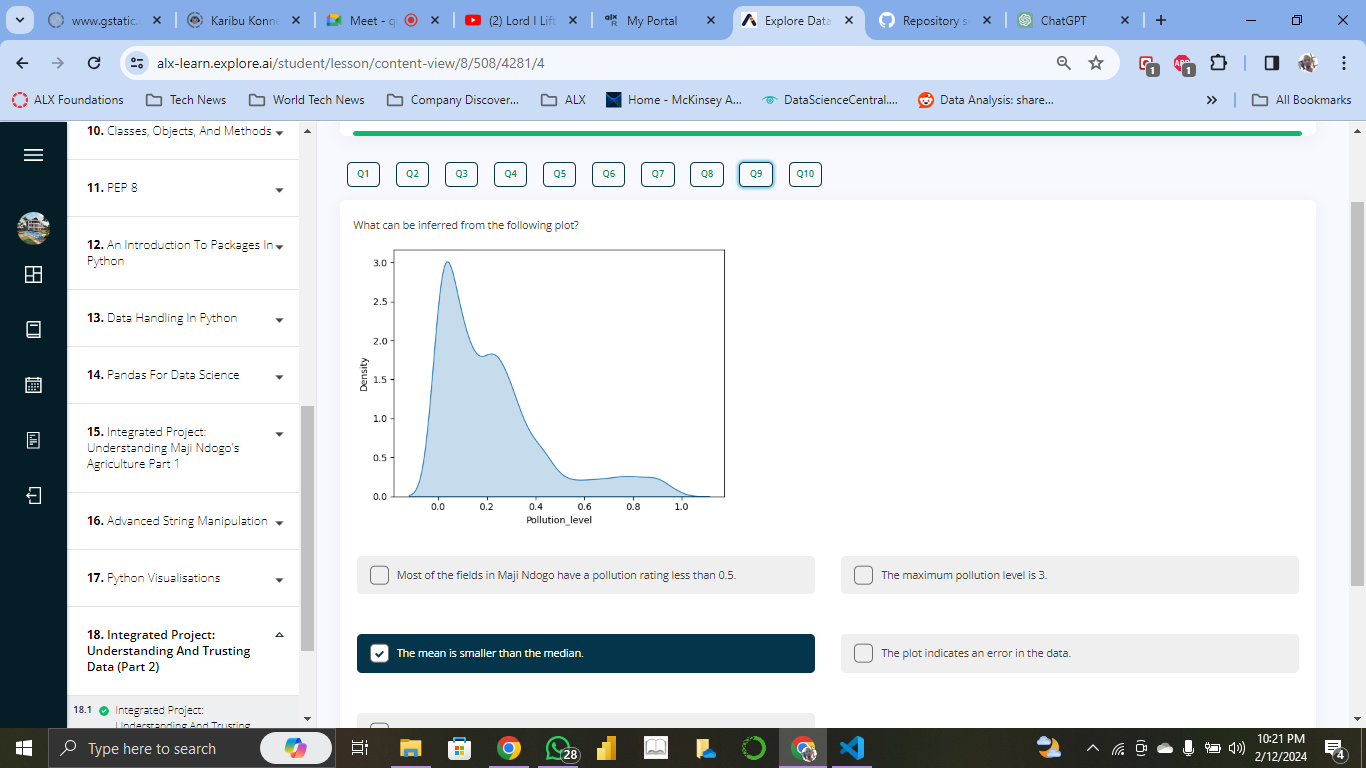 www.gstatic.
Karibu Konn
Meet - q
(2) Lord I Lift
alx My Portal
Explore Data
Repository s
ChatGPT
alx-learn.explore.ai/student/lesson/content-view/8/508/4281/4
1
1
ALX Foundations
Tech News
World Tech News
Company Discover...
ALX
Home - McKinsey A...
DataScienceCentral....
Data Analysis: share...
»
All Bookmarks
10. Classes, Objects, And Methods
11. PEP 8
12. An Introduction To Packages In
Python
13. Data Handling In Python
14. Pandas For Data Science
15. Integrated Project:
Understanding Maji Ndogo's
Agriculture Part 1
16. Advanced String Manipulation
17. Python Visualisations
18. Integrated Project:
Understanding And Trusting
Data (Part 2)
18.1 Integrated Project:
Understanding And Trusting
Q1 Q2 Q3 Q4 Q5 Q6 Q7 Q8 Q9 Q10
What can be inferred from the following plot?
3.0
2.5
2.0
1.5
1.0
0.5
0.0
Density
0.0 0.2 0.4 0.6 0.8 1.0
Pollution_level
Most of the fields in Maji Ndogo have a pollution rating less than 0.5.
The maximum pollution level is 3.
The mean is smaller than the median.
The plot indicates an error in the data.
Type here to search
28
10:21 PM
2/12/2024
4